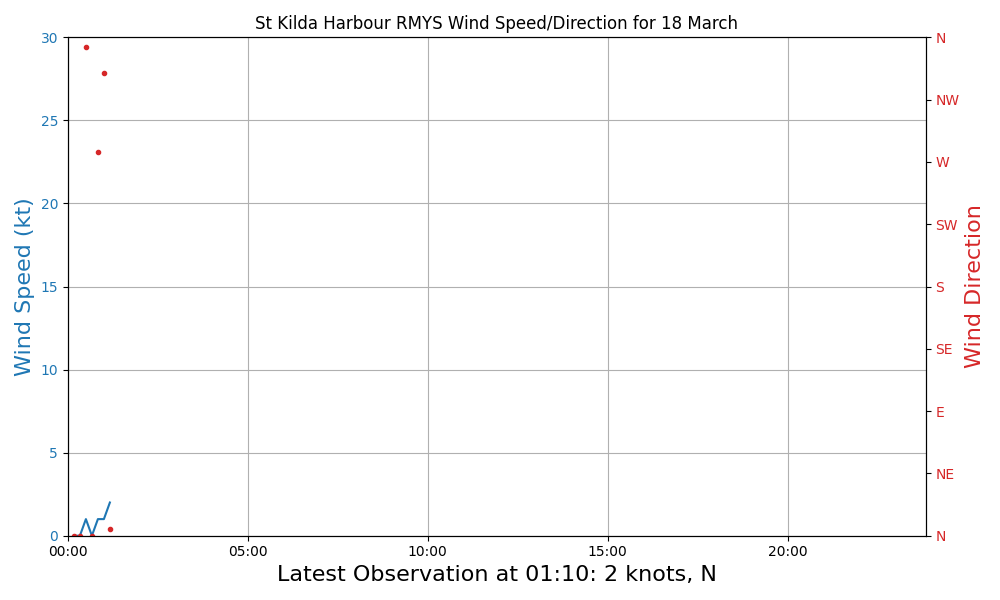 St Kilda Harbour RMYS Wind Speed/Direction for 18 March
Wind Speed (kt)
30
25
20
15
10
5
0
00:00
05:00
10:00
15:00
20:00
N
NW
W
SW
S
SE
E
NE
N
Wind Direction
Latest Observation at 01:10: 2 knots, N